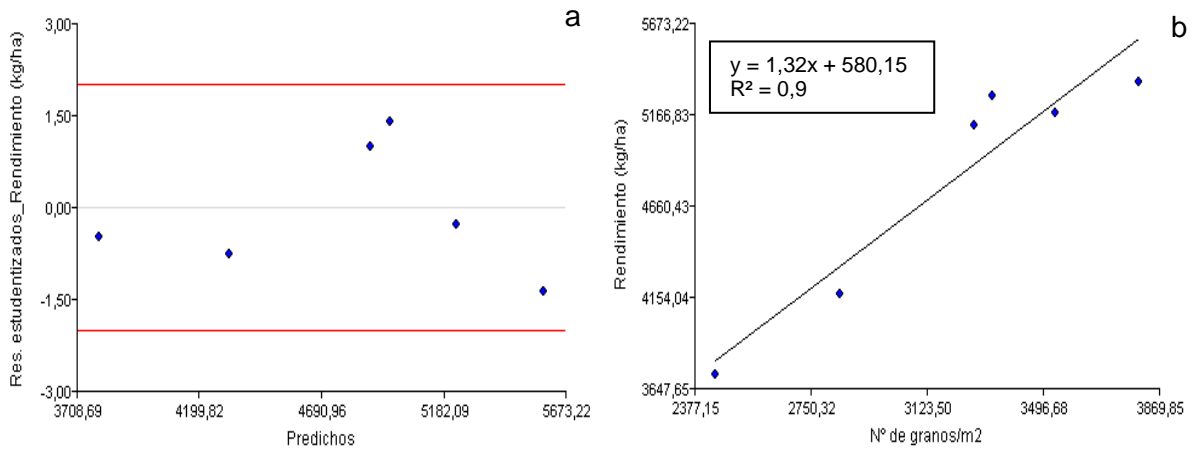 a
Res. estudentizados_Rendimiento (kg/ha)
3,00
1,50
0,00
-1,50
-3,00
3708,69
4199,82
4690,96
5182,09
5673,22
Predichos
b
y = 1,32x + 580,15
R² = 0,9
Rendimiento (kg/ha)
5673,22
5166,83
4660,43
4154,04
3647,65
2377,15
2750,32
3123,50
3496,68
3869,85
Nº de granos/m2